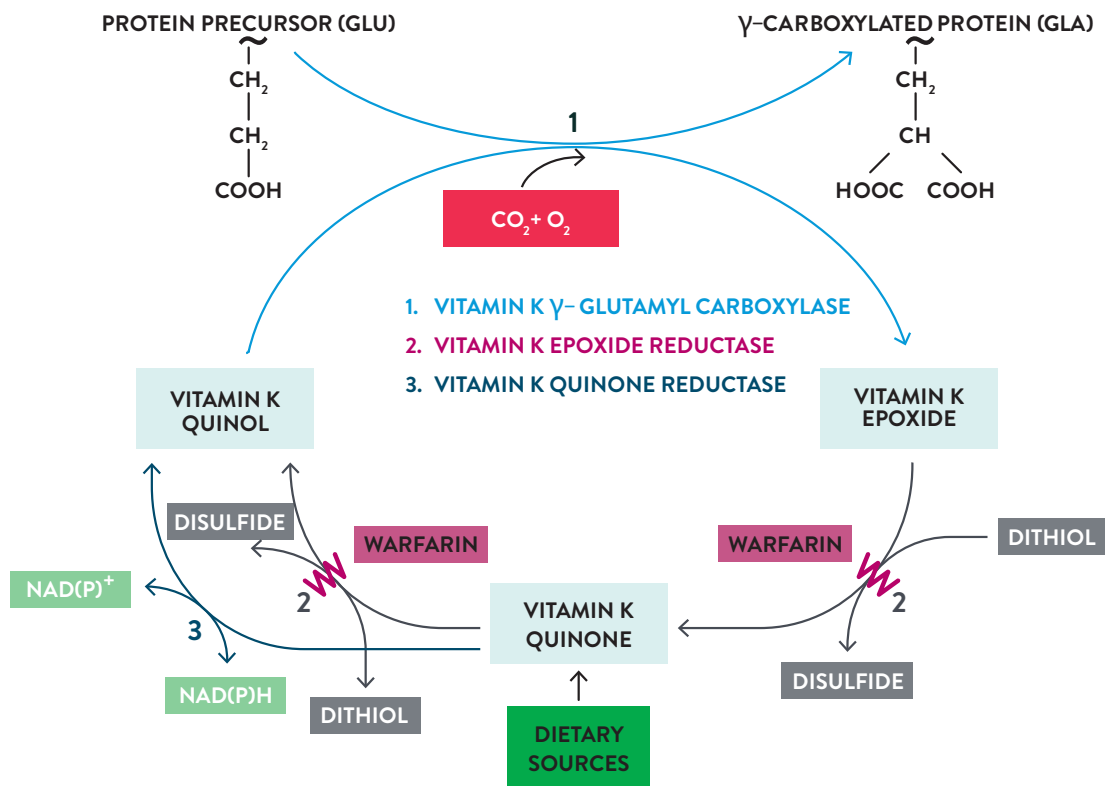 PROTEIN PRECURSOR (GLU)
CH2
CH2
COOH
γ–CARBOXYLATED PROTEIN (GLA)
CH2
CH
HOOC COOH
1
CO2+ O2
1. VITAMIN K γ– GLUTAMYL CARBOXYLASE
2. VITAMIN K EPOXIDE REDUCTASE
3. VITAMIN K QUINONE REDUCTASE
VITAMIN K
QUINOL
VITAMIN K
EPOXIDE
DISULFIDE
WARFARIN
WARFARIN
DITHIOL
NAD(P)+
2
2
3
VITAMIN K
QUINONE
NAD(P)H
DITHIOL
DISULFIDE
DIETARY
SOURCES